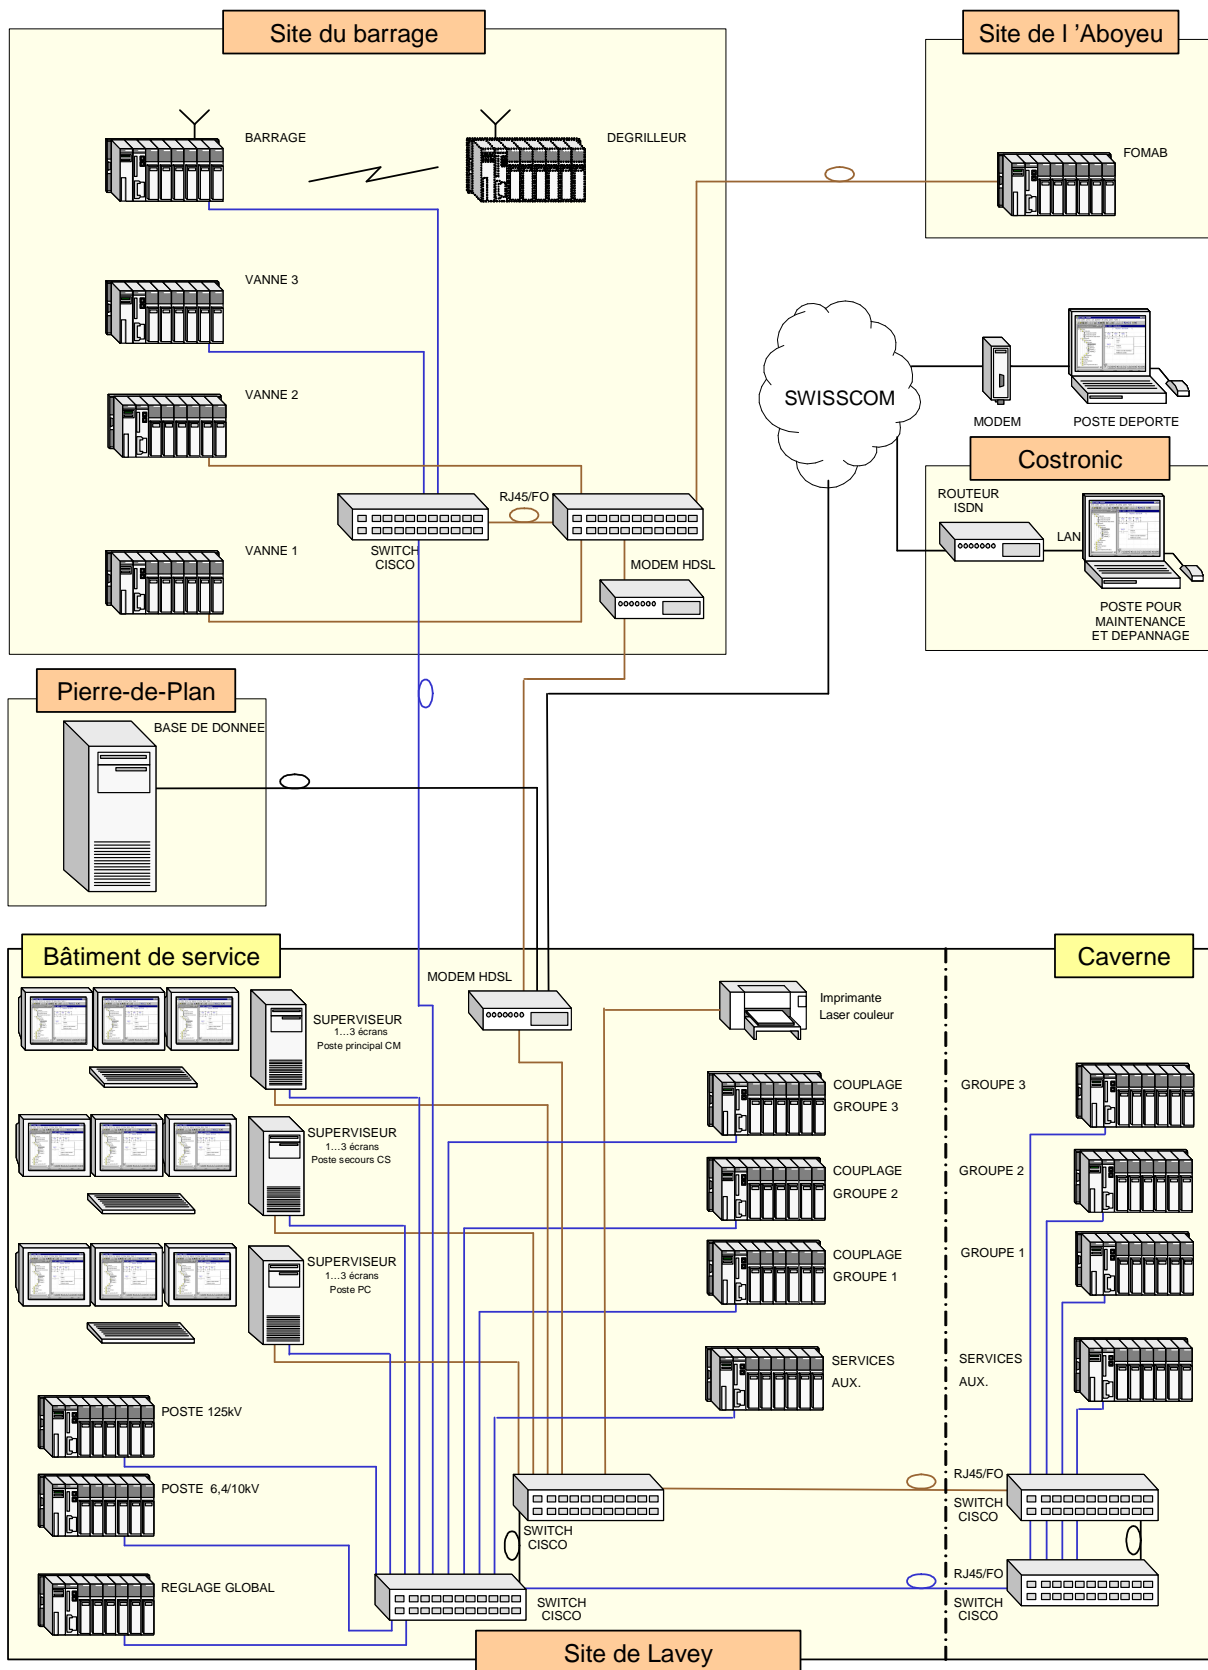 Site du barrage
Site de l 'Aboyeu
BARRAGE
DEGRILLEUR
FOMAB
VANNE 3
SWISSCOM
VANNE 2
MODEM
POSTE DEPORTE
Costronic
RJ45/FO
ROUTEUR
ISDN
LAN
SWITCH
CISCO
VANNE 1
MODEM HDSL
POSTE POUR
MAINTENANCE
ET DEPANNAGE
Pierre-de-Plan
BASE DE DONNEE
Bâtiment de service
Caverne
MODEM HDSL
Imprimante
Laser couleur
SUPERVISEUR
1...3 écrans
Poste principal CM
COUPLAGE
GROUPE 3
GROUPE 3
SUPERVISEUR
1...3 écrans
Poste secours CS
COUPLAGE
GROUPE 2
GROUPE 2
SUPERVISEUR
1...3 écrans
Poste PC
COUPLAGE
GROUPE 1
GROUPE 1
SERVICES
AUX.
SERVICES
AUX.
POSTE 125kV
POSTE 6,4/10kV
RJ45/FO
SWITCH
CISCO
SWITCH
CISCO
REGLAGE GLOBAL
SWITCH
CISCO
RJ45/FO
SWITCH
CISCO
Site de Lavey